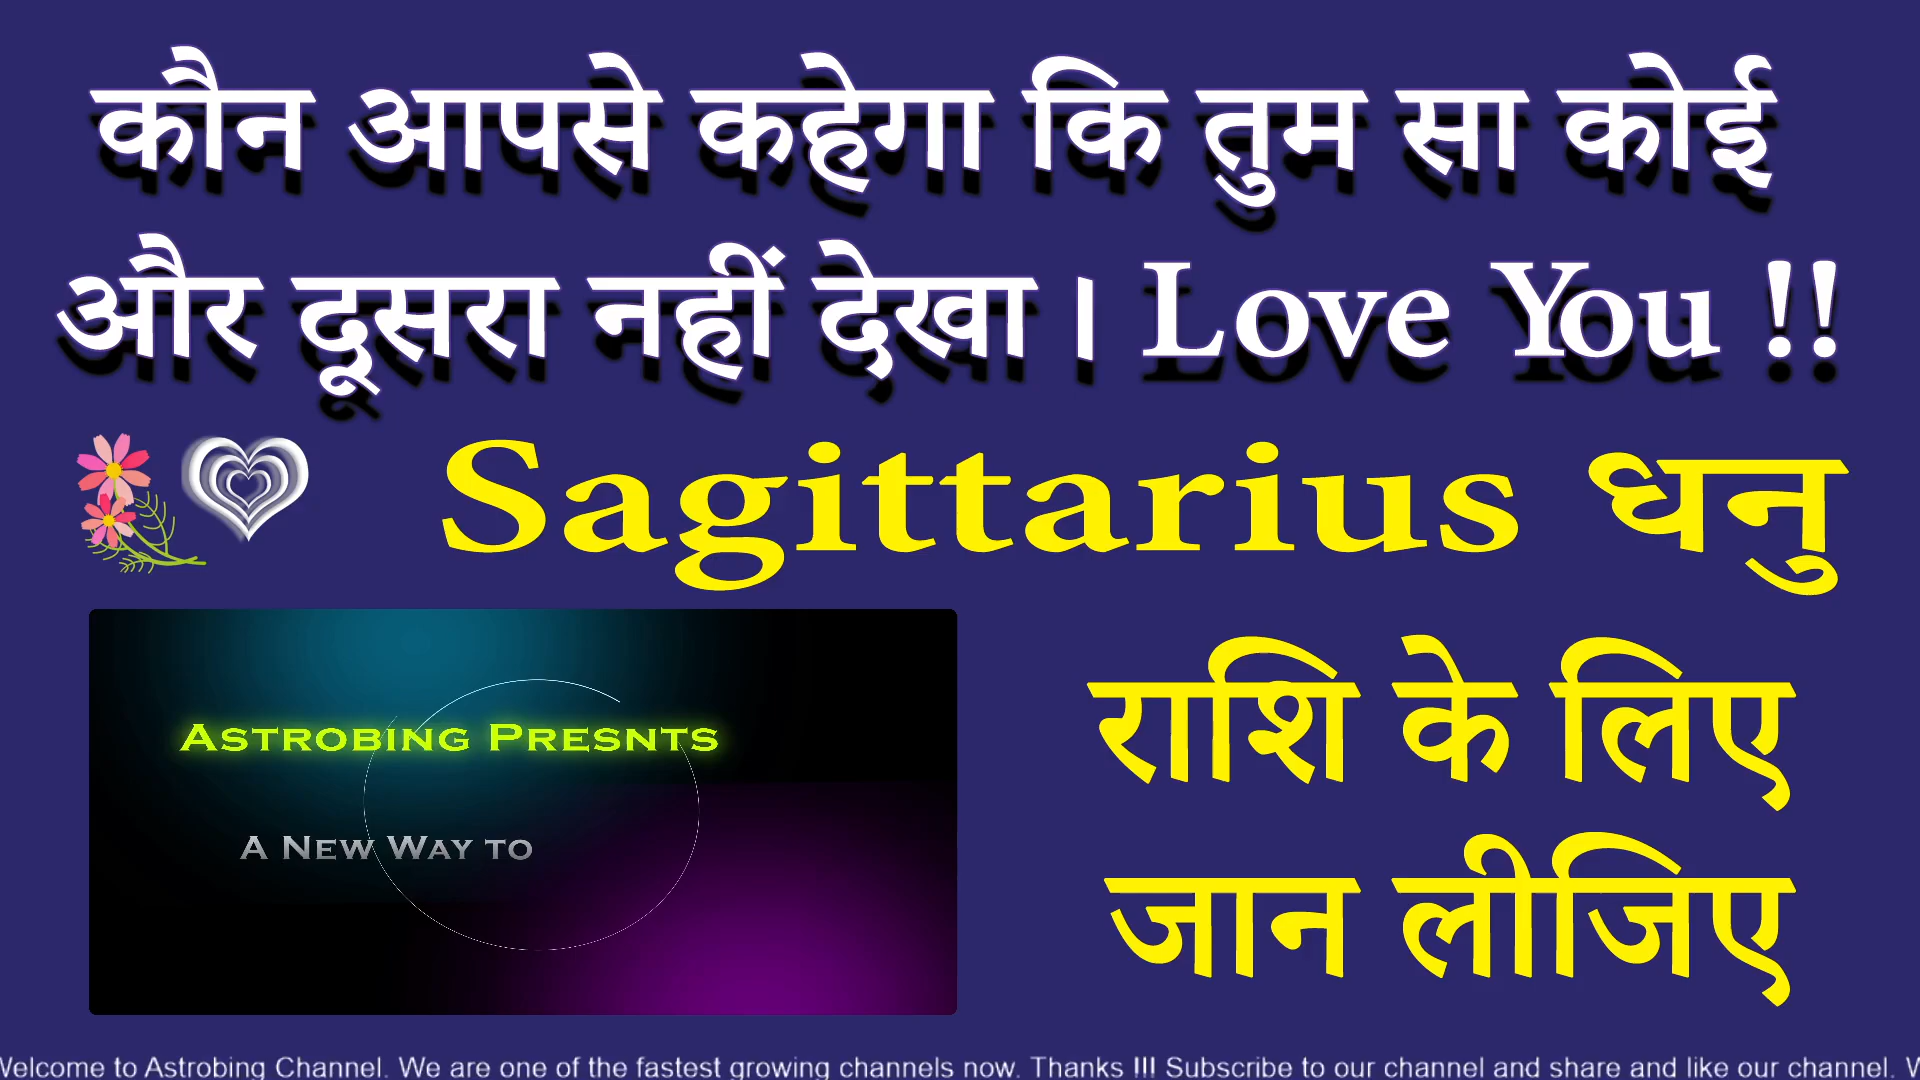 कौन आपसे कहेगा कि तुम सा कोई
और दूसरा नहीं देखा । Love You !!
Sagittarius धनु
राशि के लिए
जान लीजिए
Astrobing Presnts
A New Way to
Welcome to Astrobing Channel. We are one of the fastest growing channels now. Thanks !!! Subscribe to our channel and share and like our channel. W